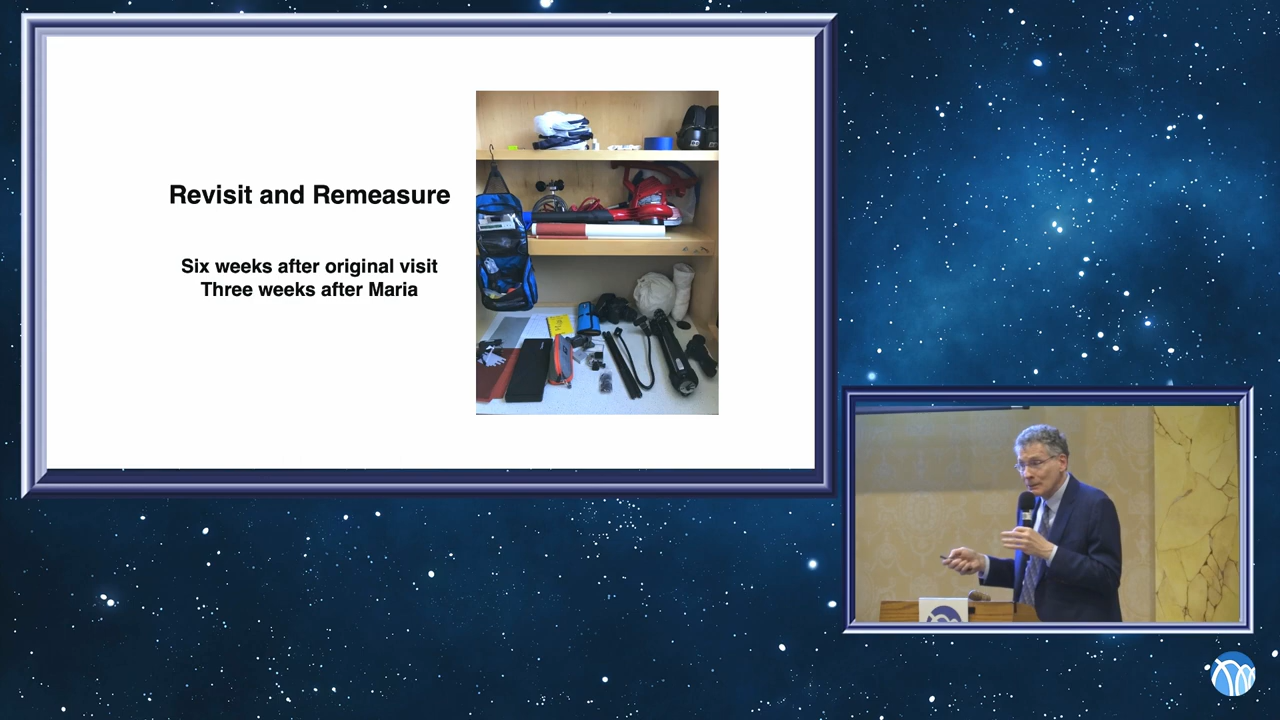 Revisit and Remeasure
Six weeks after original visit
Three weeks after Maria